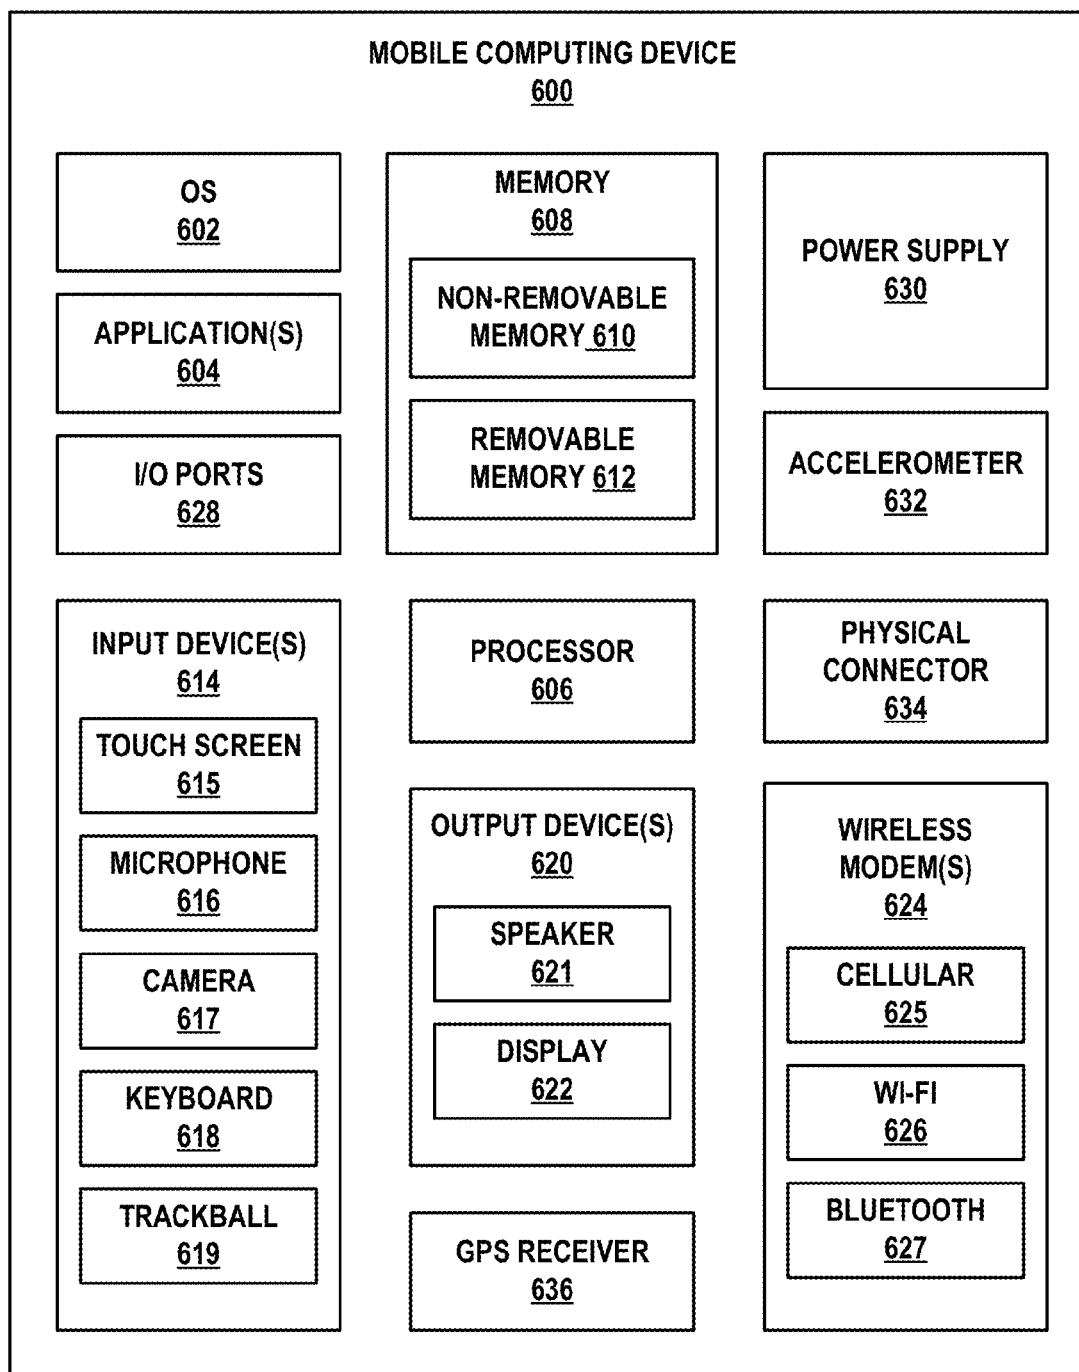 MOBILE COMPUTING DEVICE
600
OS
602
APPLICATION(S)
604
I/O PORTS
628
MEMORY
608
NON-REMOVABLE
MEMORY 610
REMOVABLE
MEMORY 612
POWER SUPPLY
630
ACCELEROMETER
632
INPUT DEVICE(S)
614
TOUCH SCREEN
615
MICROPHONE
616
CAMERA
617
KEYBOARD
618
TRACKBALL
619
PROCESSOR
606
OUTPUT DEVICE(S)
620
SPEAKER
621
DISPLAY
622
GPS RECEIVER
636
PHYSICAL
CONNECTOR
634
WIRELESS
MODEM(S)
624
CELLULAR
625
WI-FI
626
BLUETOOTH
627